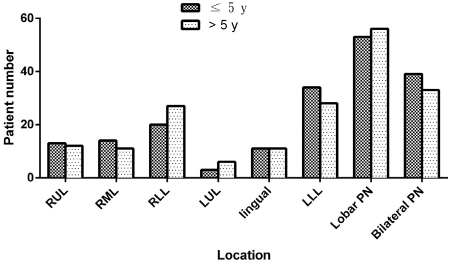 ≤ 5 y
> 5 y
Patient number
60
40
20
0
RUL
RML
RLL
LUL
lingual
LLL
Lobar PN
Bilateral PN
Location